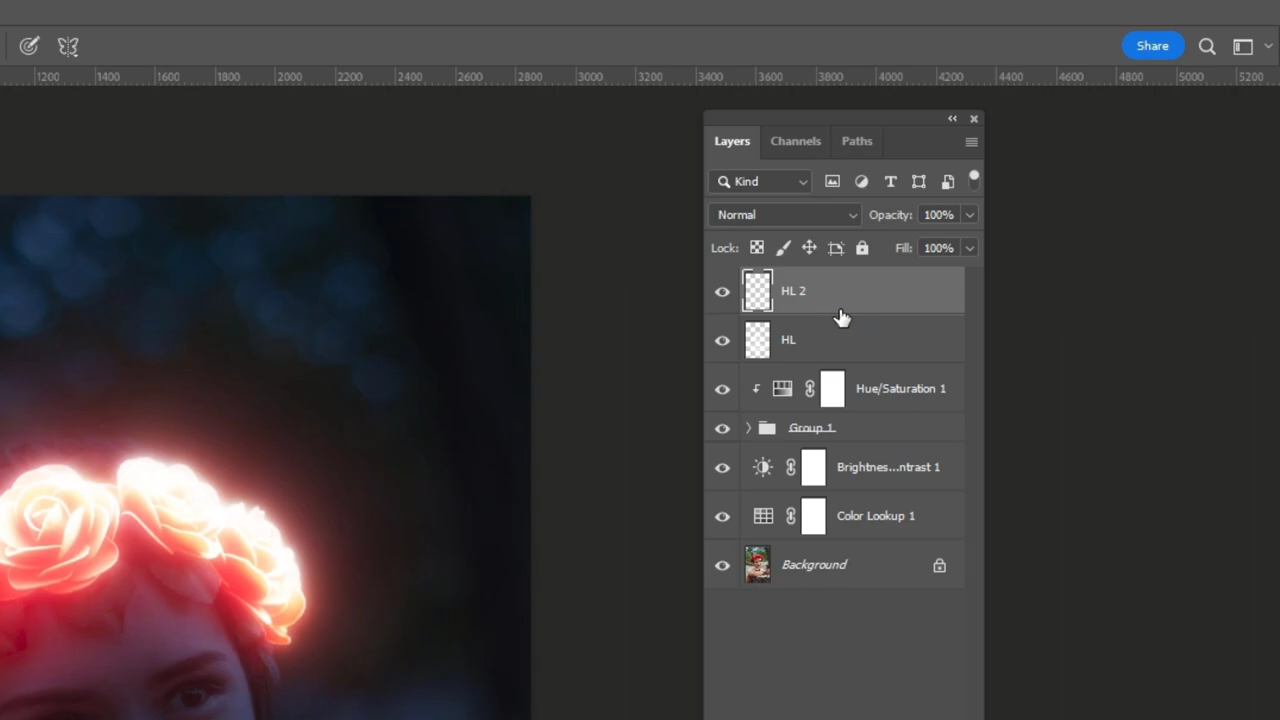 Share
1200 1400 1600 1800 2000 2200 2400 2600 2800 3000 3200 3400 3600 3800 4000 4200 4400 4600 4800 5000 5200
Layers Channels Paths
Kind
Normal Opacity: 100%
Lock: Fill: 100%
HL 2
HL
Hue/Saturation 1
Group 1
Brightnes...ntrast 1
Color Lookup 1
Background